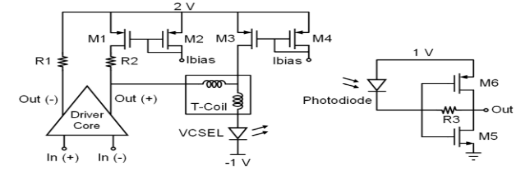 2 V
M1
M2
M3
M4
R1
R2
Ibias
Ibias
1 V
Out (-)
Out (+)
T-Coil
Driver
Core
VCSEL
-1 V
In (+)
In (-)
Photodiode
M6
R3
Out
M5